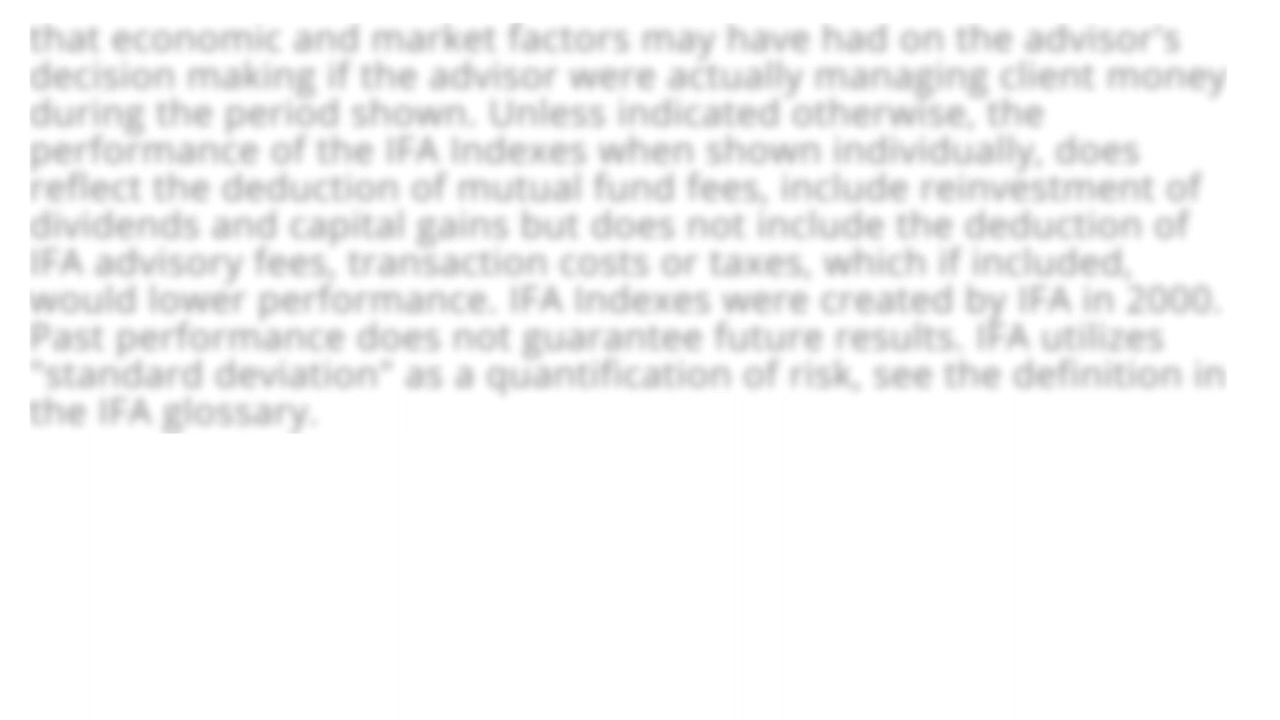 that economic and market factors may have had on the advisor's
decision making if the advisor were actually managing client money
during the period shown. Unless indicated otherwise, the
performance of the IFA Indexes when shown individually, does
reflect the deduction of mutual fund fees, include reinvestment of
dividends and capital gains but does not include the deduction of
IFA advisory fees, transaction costs or taxes, which if included,
would lower performance. IFA Indexes were created by IFA in 2000.
Past performance does not guarantee future results. IFA utilizes
"standard deviation" as a quantification of risk, see the definition in
the IFA glossary.